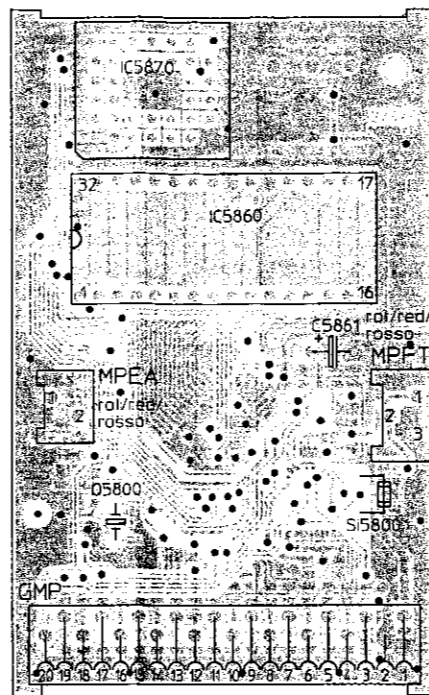 IC5870
32 17
IC5860
1 16
C5861
+
rot/red/
rosso
MPFT
MPEA
1
2
rot/red/
rosso
1
2
3
D5800
Si5800
GMP
20 19 18 17 16 15 14 13 12 11 10 9 8 7 6 5 4 3 2 1